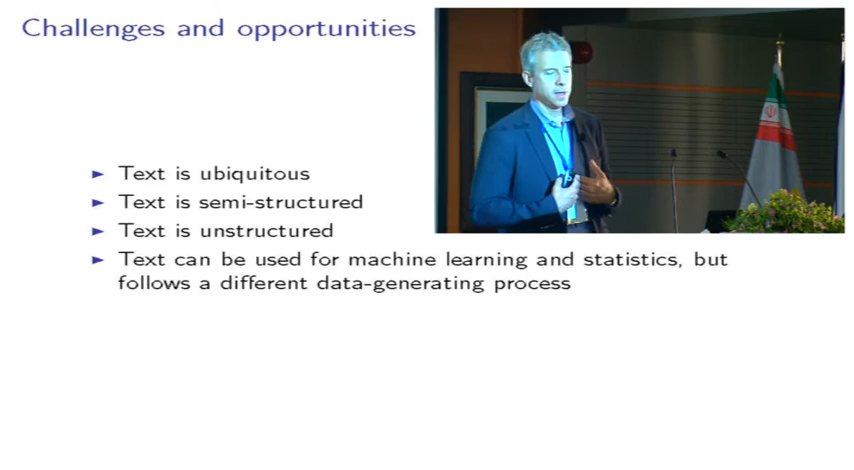 Challenges and opportunities
► Text is ubiquitous
► Text is semi-structured
► Text is unstructured
► Text can be used for machine learning and statistics, but
follows a different data-generating process